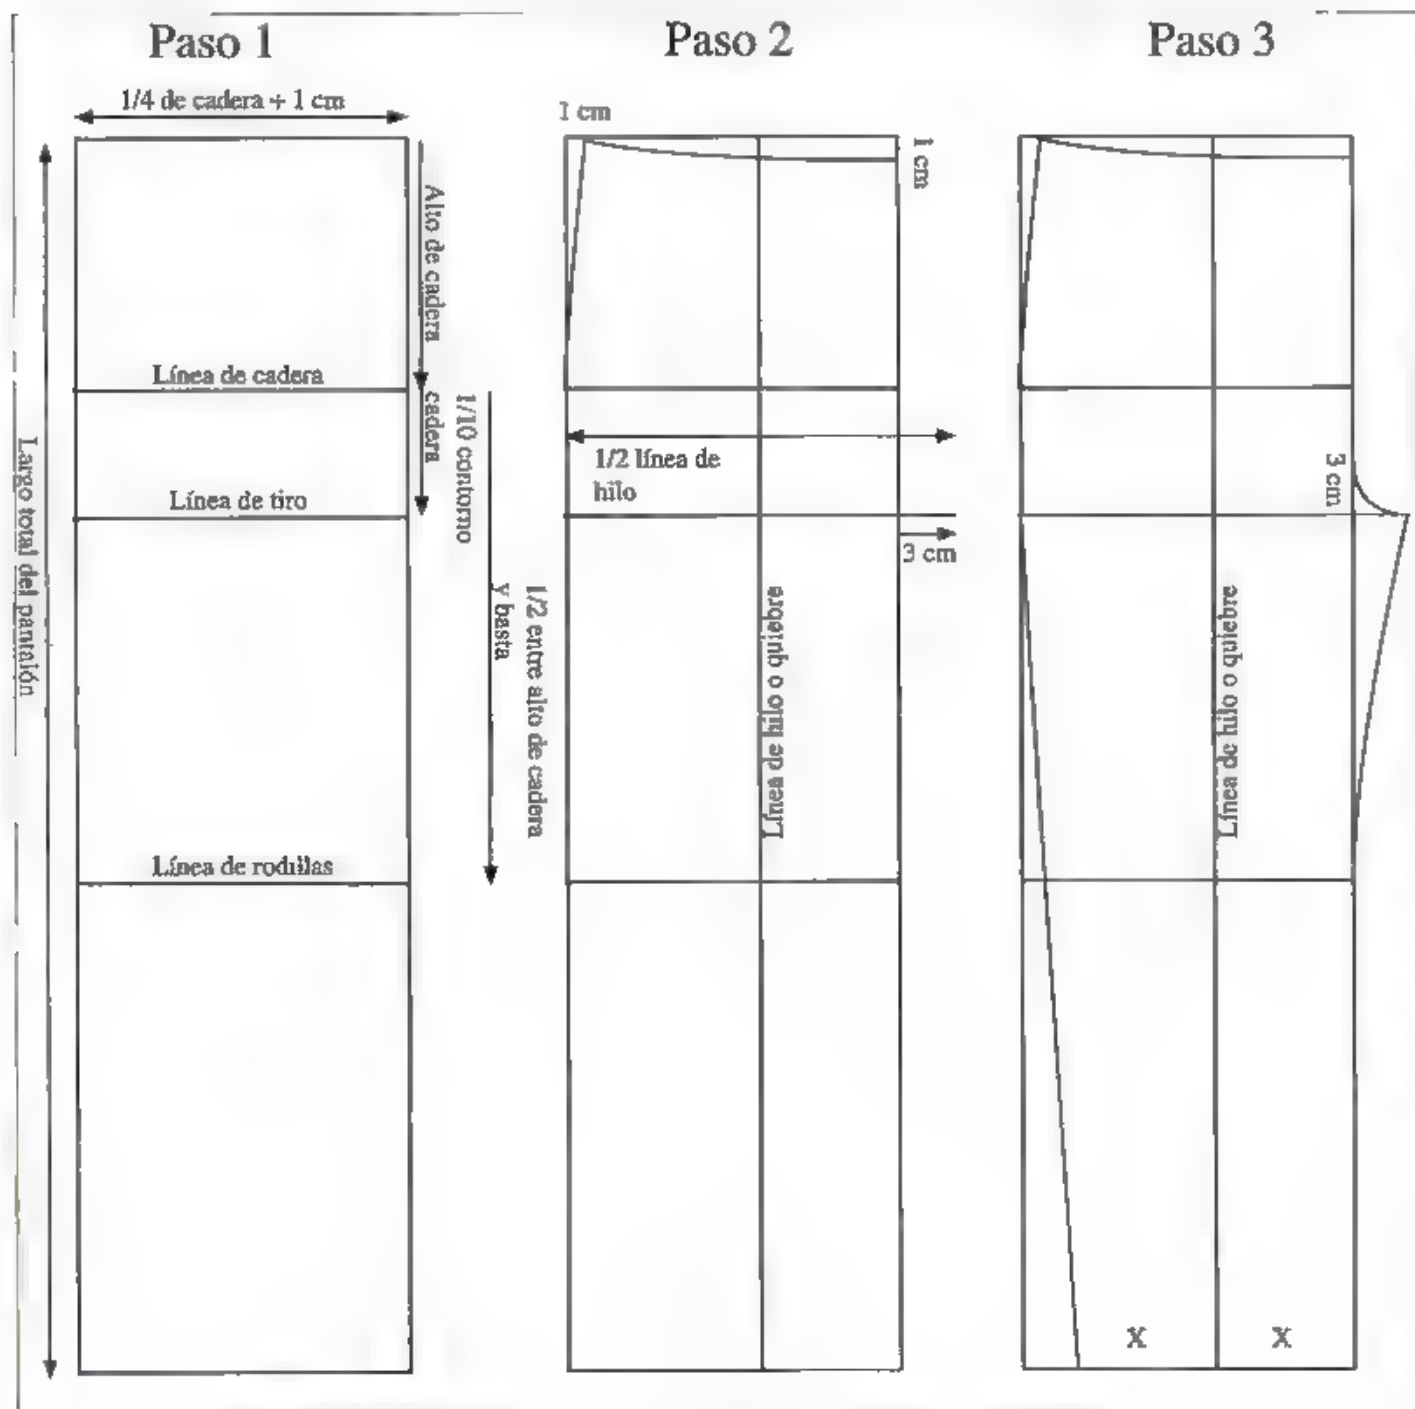 Paso 1
1/4 de cadera + 1 cm
Alto de cadera
Línea de cadera
1/10 contorno
cadera
Línea de tiro
Largo total del pantalón
1/2 entre alto de cadera
y basta
Línea de rodillas
Paso 2
1 cm
1 cm
1/2 línea de
hilo
3 cm
Línea de hilo o quiebre
Paso 3
3 cm
Línea de hilo o quiebre
X
X